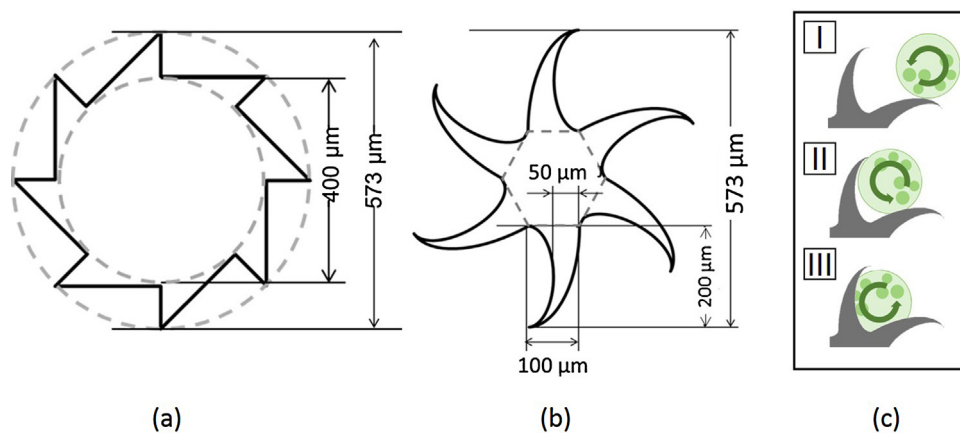 400 µm
573 µm
(a)
50 µm
200 µm
573 µm
100 µm
(b)
I
II
III
(c)